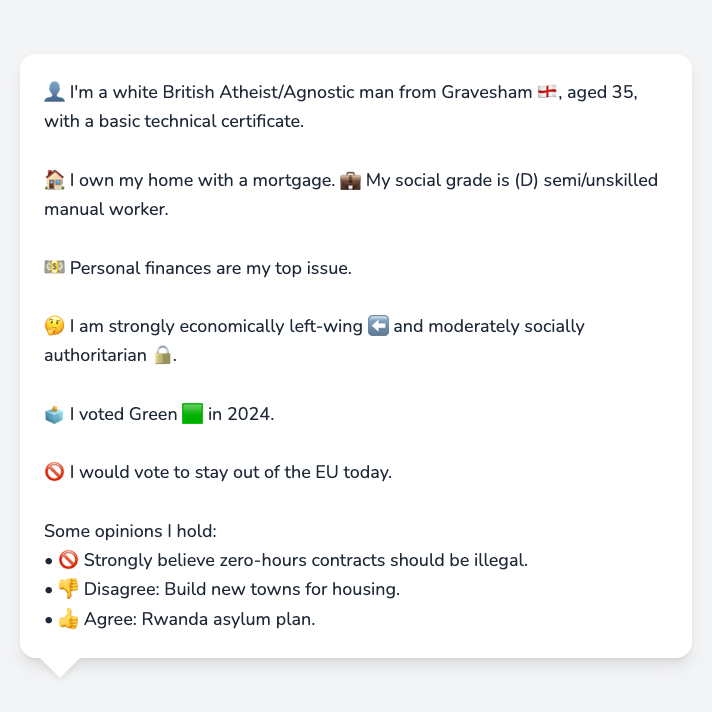 👤 I'm a white British Atheist/Agnostic man from Gravesham 🏴󠁧󠁢󠁥󠁮󠁧󠁿, aged 35,
with a basic technical certificate.
🏠 I own my home with a mortgage. 💼 My social grade is (D) semi/unskilled
manual worker.
💵 Personal finances are my top issue.
🤔 I am strongly economically left-wing ⬅️ and moderately socially
authoritarian 🔒.
🗳️ I voted Green 🟩 in 2024.
🚫 I would vote to stay out of the EU today.
Some opinions I hold:
• 🚫 Strongly believe zero-hours contracts should be illegal.
• 👎 Disagree: Build new towns for housing.
• 👍 Agree: Rwanda asylum plan.